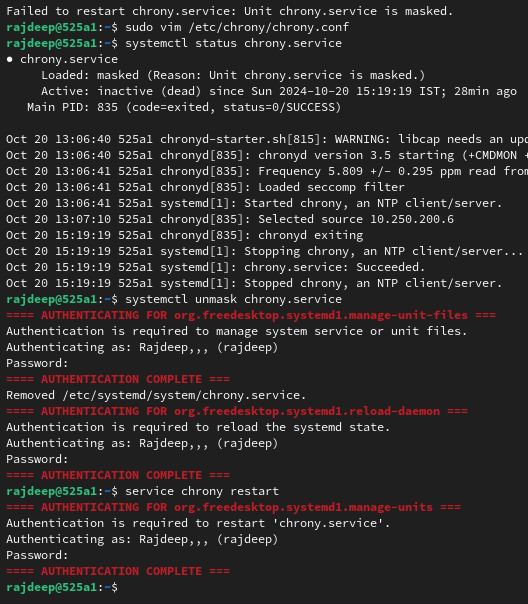 Failed to restart chrony.service: Unit chrony.service is masked.
rajdeep@525a1:~$ sudo vim /etc/chrony/chrony.conf
rajdeep@525a1:~$ systemctl status chrony.service
● chrony.service
Loaded: masked (Reason: Unit chrony.service is masked.)
Active: inactive (dead) since Sun 2024-10-20 15:19:19 IST; 28min ago
Main PID: 835 (code=exited, status=0/SUCCESS)
Oct 20 13:06:40 525a1 chronyd-starter.sh[815]: WARNING: libcap needs an upd
Oct 20 13:06:40 525a1 chronyd[835]: chronyd version 3.5 starting (+CMDMON +
Oct 20 13:06:41 525a1 chronyd[835]: Frequency 5.809 +/- 0.295 ppm read from
Oct 20 13:06:41 525a1 chronyd[835]: Loaded seccomp filter
Oct 20 13:06:41 525a1 systemd[1]: Started chrony, an NTP client/server.
Oct 20 13:07:10 525a1 chronyd[835]: Selected source 10.250.200.6
Oct 20 15:19:19 525a1 chronyd[835]: chronyd exiting
Oct 20 15:19:19 525a1 systemd[1]: Stopping chrony, an NTP client/server...
Oct 20 15:19:19 525a1 systemd[1]: chrony.service: Succeeded.
Oct 20 15:19:19 525a1 systemd[1]: Stopped chrony, an NTP client/server.
rajdeep@525a1:~$ systemctl unmask chrony.service
==== AUTHENTICATING FOR org.freedesktop.systemd1.manage-unit-files ===
Authentication is required to manage system service or unit files.
Authenticating as: Rajdeep,,, (rajdeep)
Password:
==== AUTHENTICATION COMPLETE ===
Removed /etc/systemd/system/chrony.service.
==== AUTHENTICATING FOR org.freedesktop.systemd1.reload-daemon ===
Authentication is required to reload the systemd state.
Authenticating as: Rajdeep,,, (rajdeep)
Password:
==== AUTHENTICATION COMPLETE ===
rajdeep@525a1:~$ service chrony restart
==== AUTHENTICATING FOR org.freedesktop.systemd1.manage-units ===
Authentication is required to restart 'chrony.service'.
Authenticating as: Rajdeep,,, (rajdeep)
Password:
==== AUTHENTICATION COMPLETE ===
rajdeep@525a1:~$